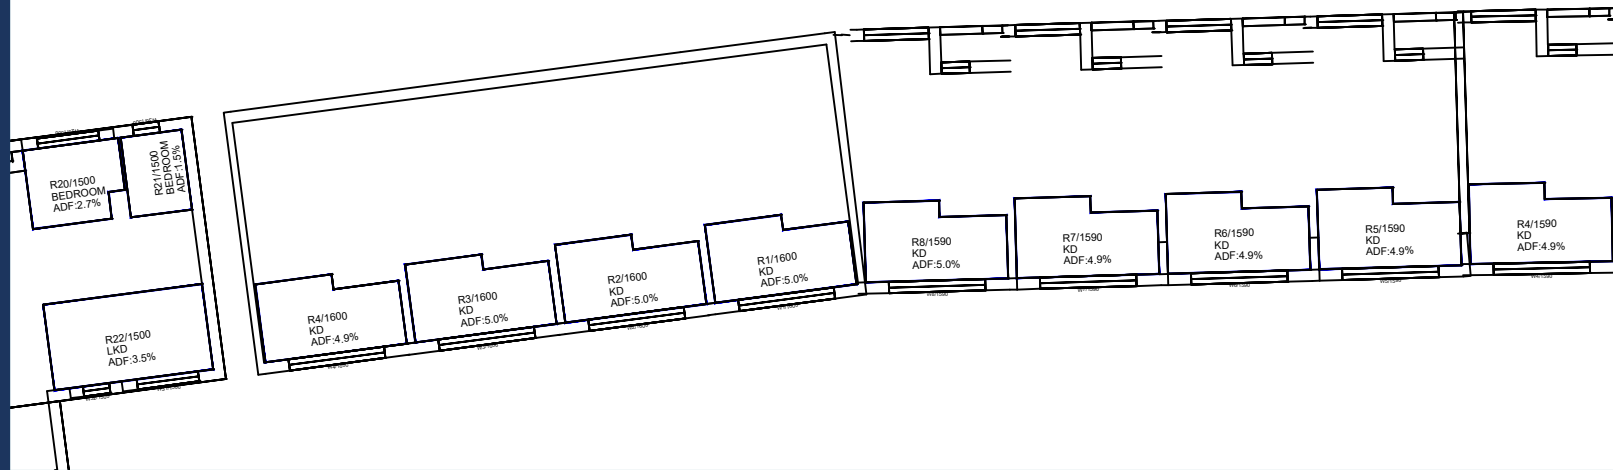 R20/1500
BEDROOM
ADF:2.7%
R21/1500
BEDROOM
ADF:1.5%
R22/1500
LKD
ADF:3.5%
R4/1600
KD
ADF:4.9%
R3/1600
KD
ADF:5.0%
R2/1600
KD
ADF:5.0%
R1/1600
KD
ADF:5.0%
R8/1590
KD
ADF:5.0%
R7/1590
KD
ADF:4.9%
R6/1590
KD
ADF:4.9%
R5/1590
KD
ADF:4.9%
R4/1590
KD
ADF:4.9%